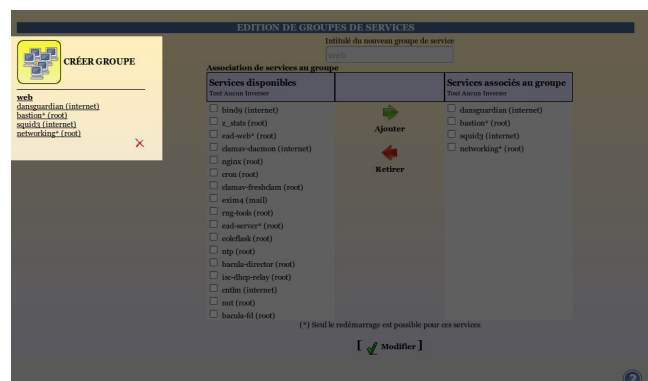 EDITION DE GROUPES DE SERVICES
CRÉER GROUPE
web
dansguardian (internet)
bastion* (root)
squid3 (internet)
networking* (root)
Intitulé du nouveau groupe de service
web
Association de services au groupe
Services disponibles
Tout Aucun Inverser
bind9 (internet)
z_stats (root)
ead-web* (root)
clamav-daemon (internet)
nginx (root)
cron (root)
clamav-freshclam (root)
exim4 (mail)
rng-tools (root)
ead-server* (root)
eoleflask (root)
ntp (root)
bacula-director (root)
isc-dhcp-relay (root)
cntlm (internet)
nut (root)
bacula-fd (root)
Ajouter
Retirer
Services associés au groupe
Tout Aucun Inverser
dansguardian (internet)
bastion* (root)
squid3 (internet)
networking* (root)
(*) Seul le redémarrage est possible pour ces services
[ Modifier ]
?